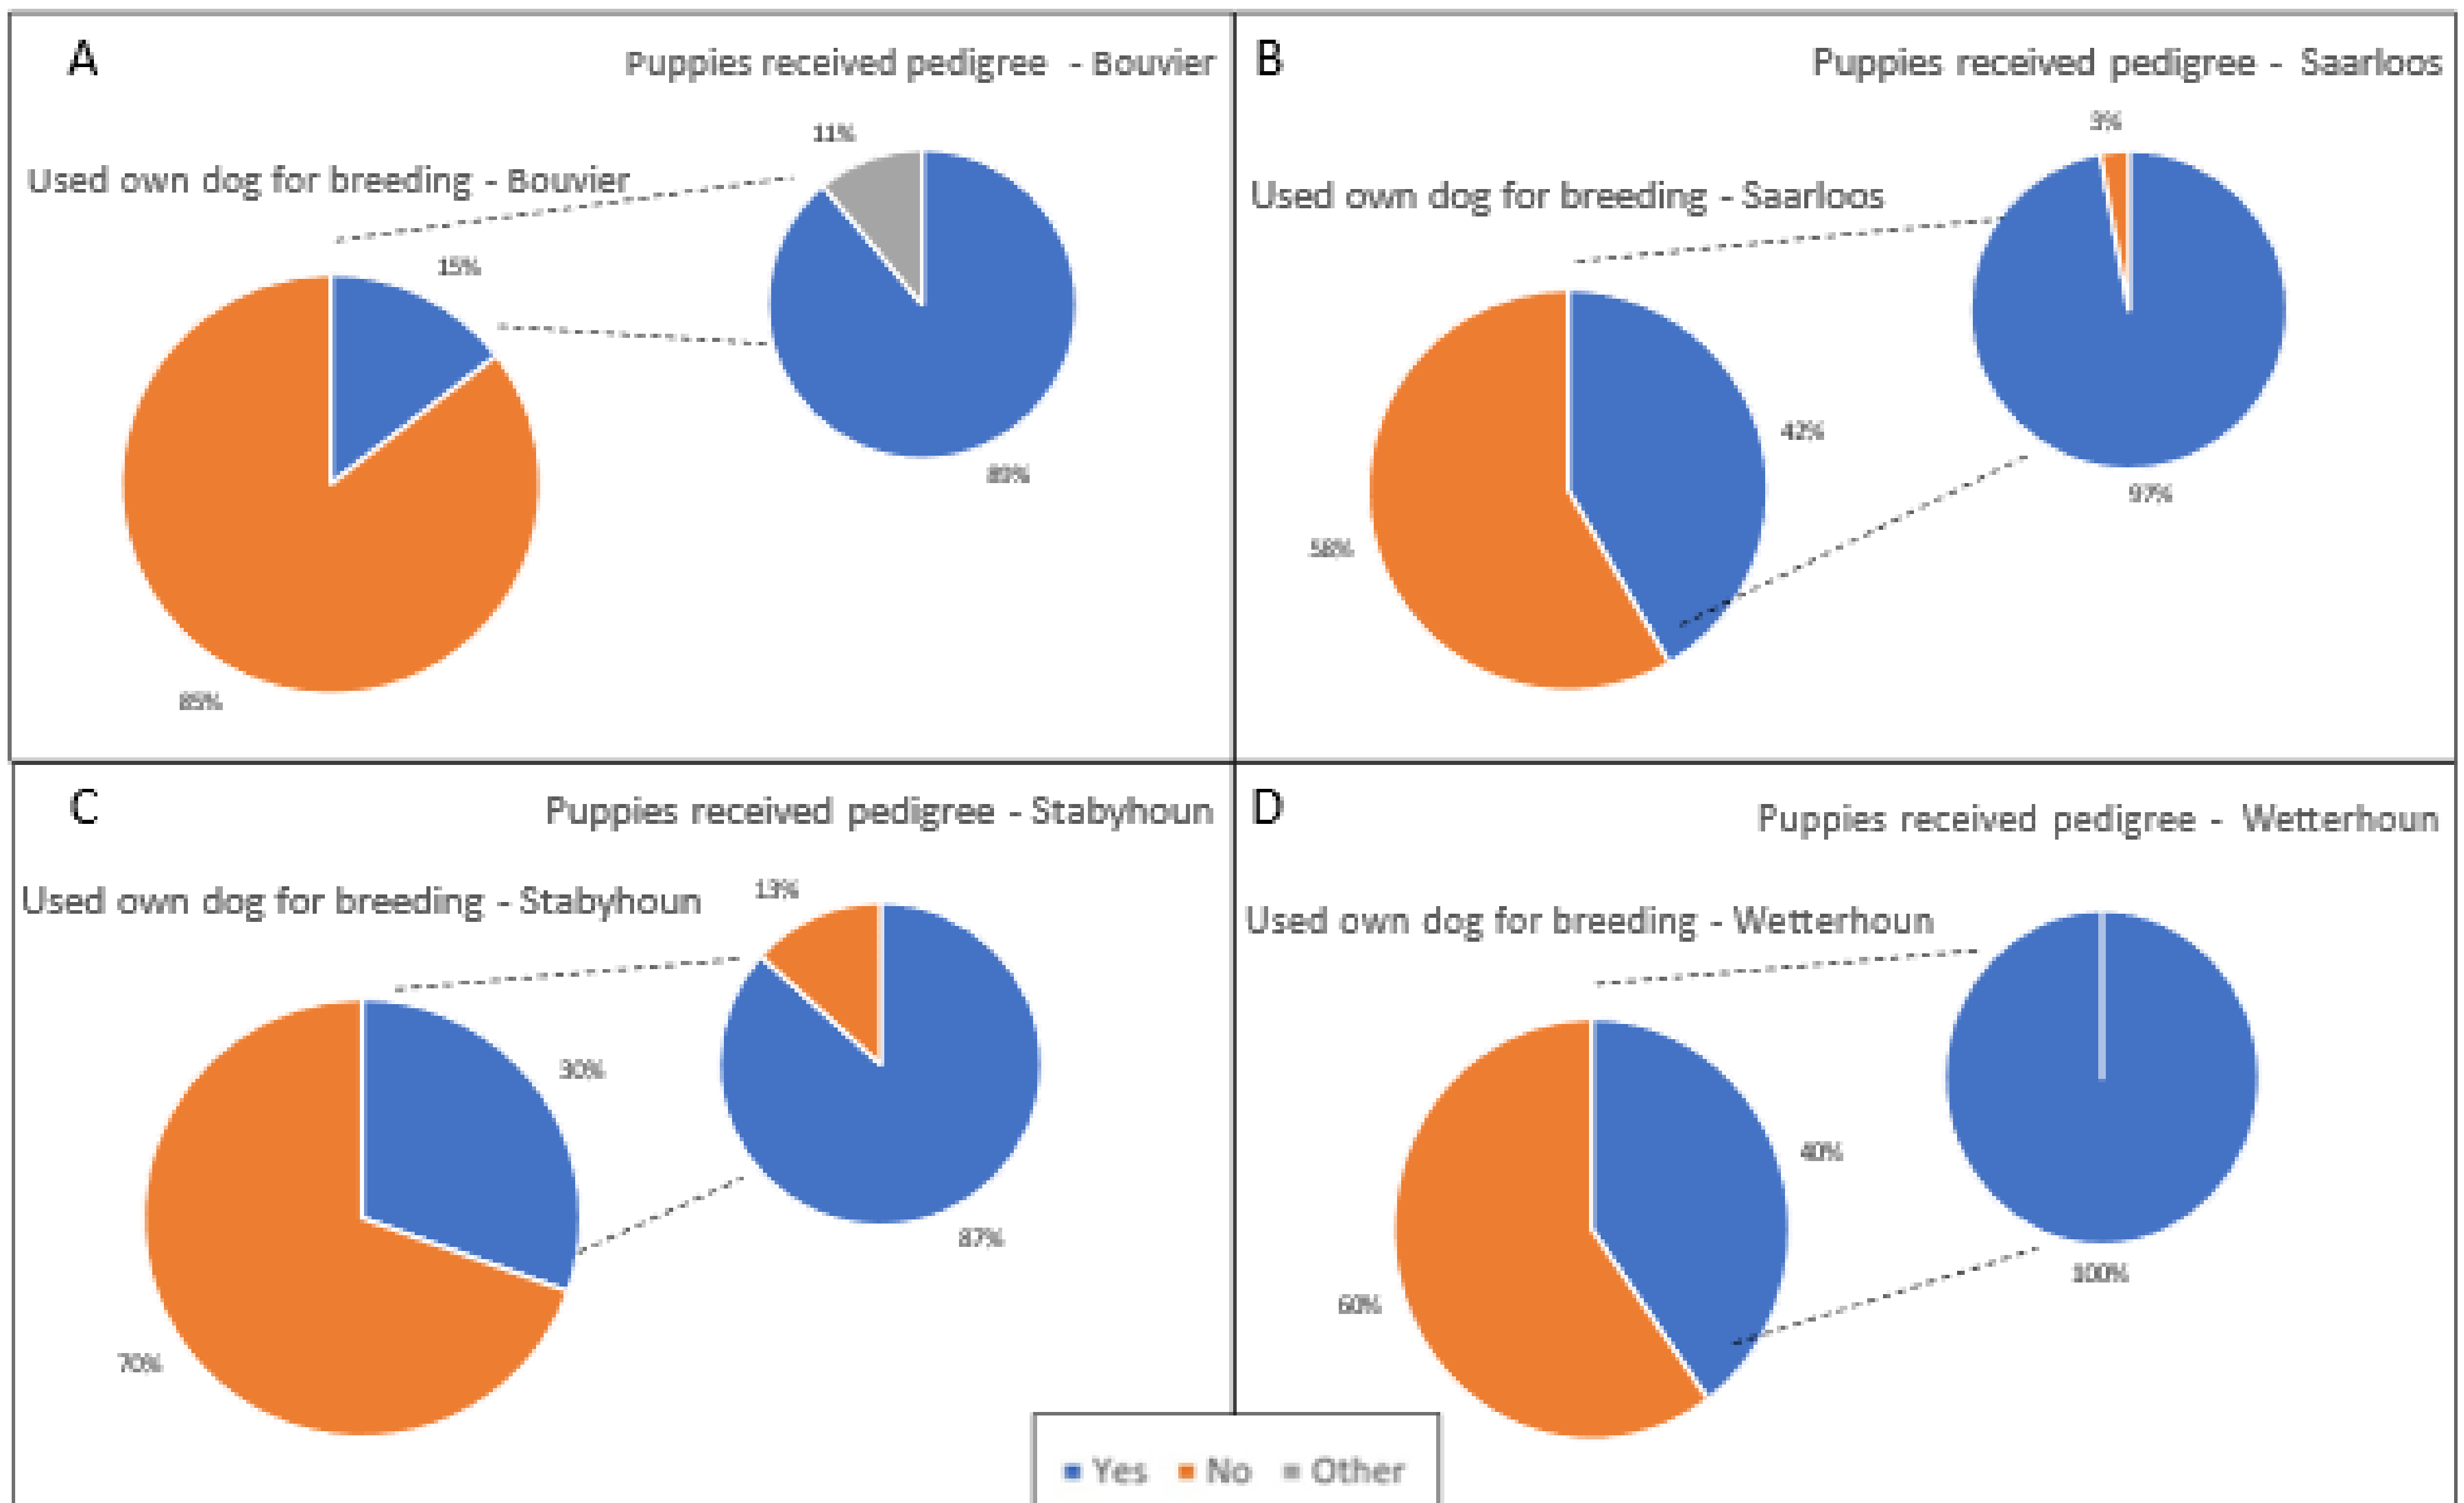 A
Puppies received pedigree - Bouvier
11%
Used own dog for breeding - Bouvier
15%
89%
85%
B
Puppies received pedigree - Saarloos
3%
Used own dog for breeding - Saarloos
42%
97%
58%
C
Puppies received pedigree - Stabyhoun
13%
Used own dog for breeding - Stabyhoun
30%
87%
70%
D
Puppies received pedigree - Wetterhoun
Used own dog for breeding - Wetterhoun
40%
100%
60%
Yes No Other